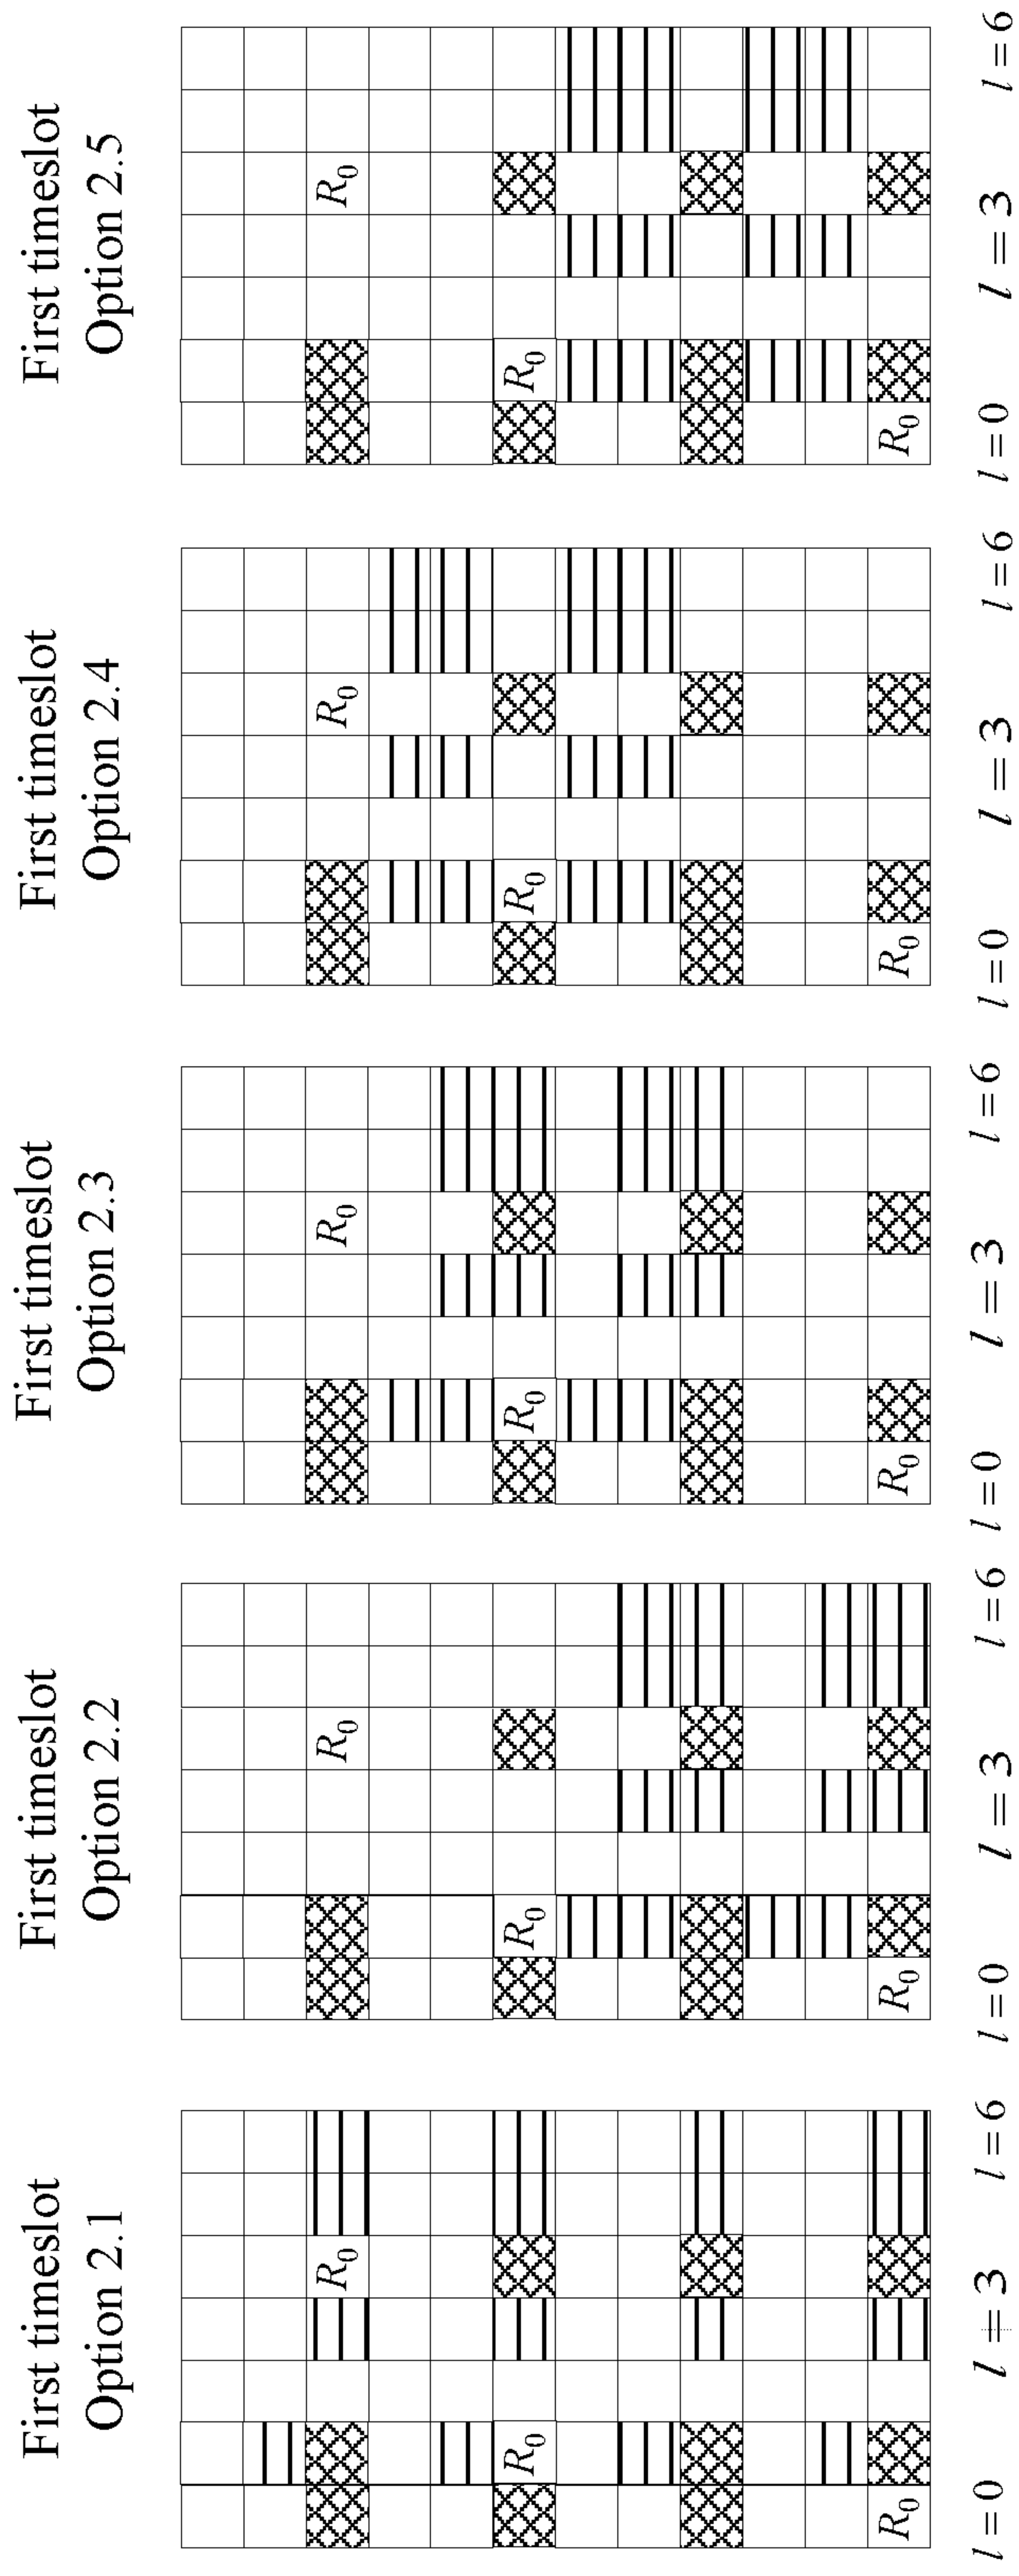 First timeslot
Option 2.1
R₀
R₀
R₀
l = 0
l = 3
l = 6
First timeslot
Option 2.2
R₀
R₀
R₀
l = 0
l = 3
l = 6
First timeslot
Option 2.3
R₀
R₀
R₀
l = 0
l = 3
l = 6
First timeslot
Option 2.4
R₀
R₀
R₀
l = 0
l = 3
l = 6
First timeslot
Option 2.5
R₀
R₀
R₀
l = 0
l = 3
l = 6